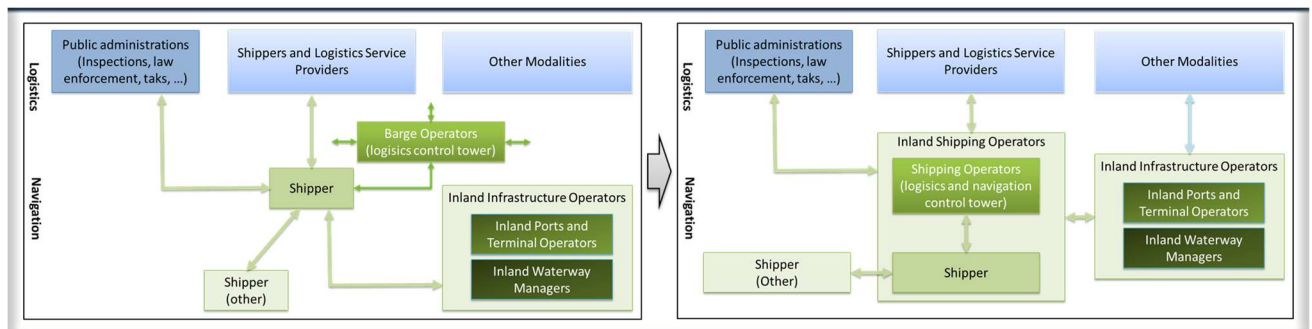 Public administrations
(Inspections, law
enforcement, taks, ...)
Shippers and Logistics Service
Providers
Other Modalities
Logistics
Barge Operators
(logisics control tower)
Shipper
Navigation
Inland Infrastructure Operators
Inland Ports and
Terminal Operators
Inland Waterway
Managers
Shipper
(other)
Public administrations
(Inspections, law
enforcement, taks, ...)
Shippers and Logistics Service
Providers
Other Modalities
Logistics
Inland Shipping Operators
Shipping Operators
(logisics and navigation
control tower)
Navigation
Inland Infrastructure Operators
Inland Ports and
Terminal Operators
Inland Waterway
Managers
Shipper
(Other)
Shipper